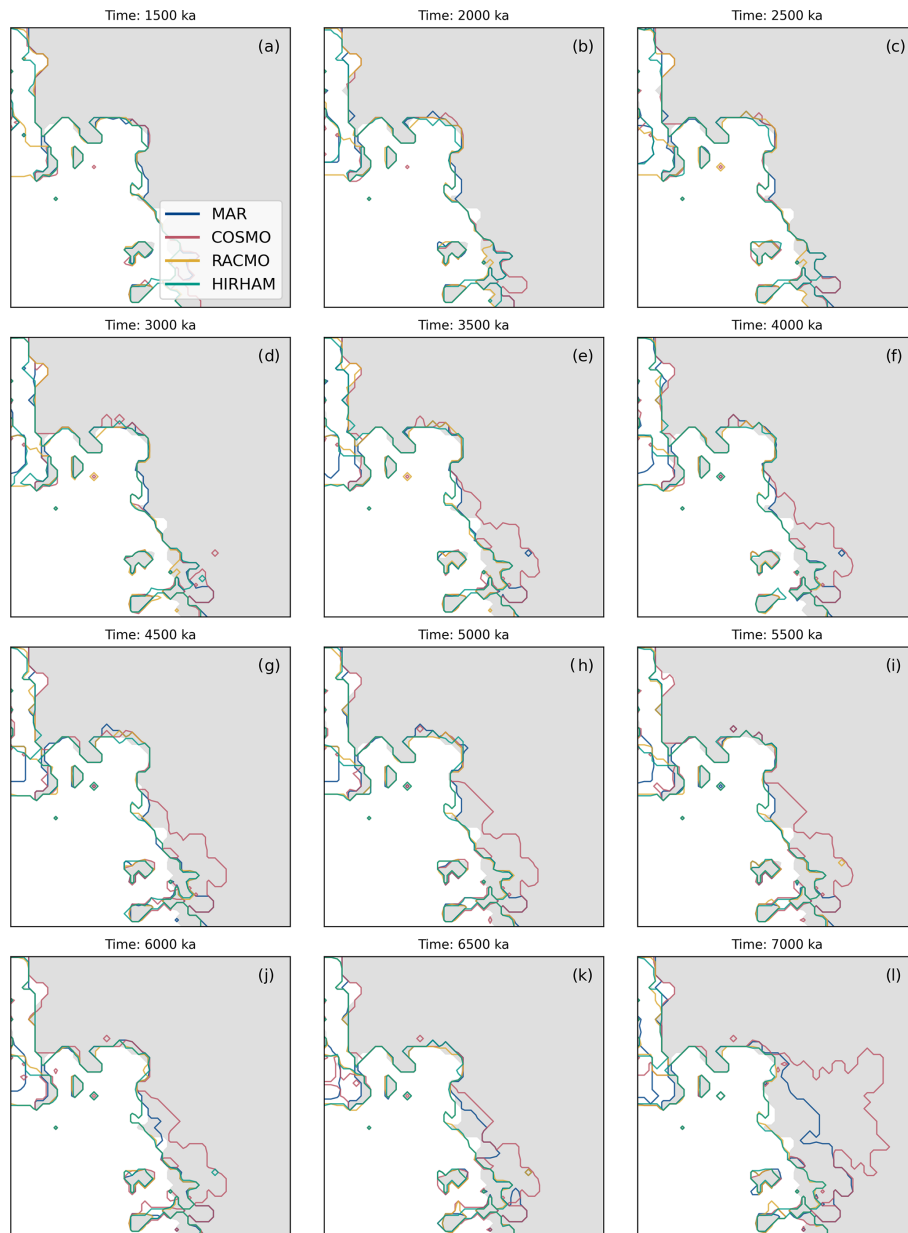 Time: 1500 ka
Time: 2000 ka
Time: 2500 ka
(a)
(b)
(c)
MAR
COSMO
RACMO
HIRHAM
Time: 3000 ka
Time: 3500 ka
Time: 4000 ka
(d)
(e)
(f)
Time: 4500 ka
Time: 5000 ka
Time: 5500 ka
(g)
(h)
(i)
Time: 6000 ka
Time: 6500 ka
Time: 7000 ka
(j)
(k)
(l)